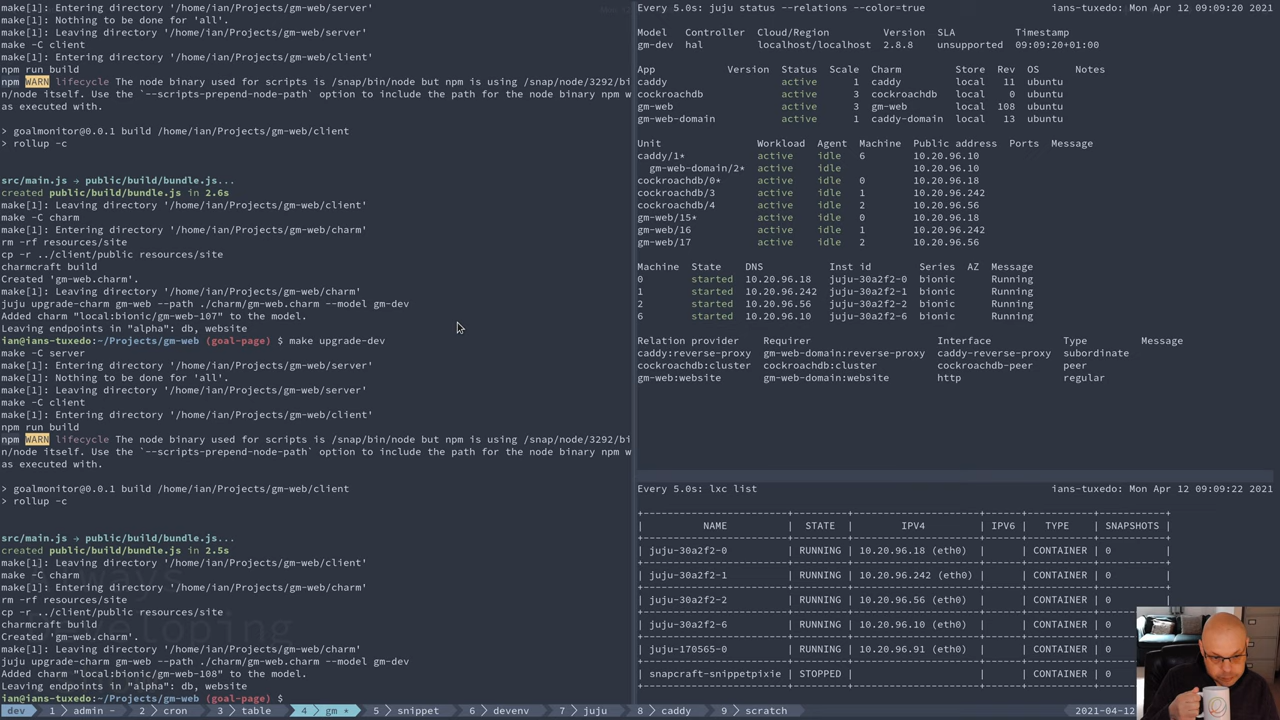 make[1]: Entering directory '/home/ian/Projects/gm-web/server'
make[1]: Nothing to be done for 'all'.
make[1]: Leaving directory '/home/ian/Projects/gm-web/server'
make -C client
npm run build
npm WARN lifecycle The node binary used for scripts is /snap/bin/node but npm is using /snap/node/3292/bi
n/node itself. Use the `--scripts-prepend-node-path` option to include the path for the node binary npm w
as executed with.
> goalmonitor@0.0.1 build /home/ian/Projects/gm-web/client
> rollup -c
src/main.js → public/build/bundle.js...
created public/build/bundle.js in 2.6s
make[1]: Leaving directory '/home/ian/Projects/gm-web/client'
make -C charm
make[1]: Entering directory '/home/ian/Projects/gm-web/charm'
rm -rf resources/site
cp -r ../client/public resources/site
charmcraft build
Created 'gm-web.charm'.
make[1]: Leaving directory '/home/ian/Projects/gm-web/charm'
juju upgrade-charm gm-web --path ./charm/gm-web.charm --model gm-dev
Added charm "local:bionic/gm-web-107" to the model.
Leaving endpoints in "alpha": db, website
ian@ians-tuxedo:~/Projects/gm-web (goal-page) $ make upgrade-dev
make -C server
make[1]: Entering directory '/home/ian/Projects/gm-web/server'
make[1]: Nothing to be done for 'all'.
make[1]: Leaving directory '/home/ian/Projects/gm-web/server'
make -C client
make[1]: Entering directory '/home/ian/Projects/gm-web/client'
npm run build
npm WARN lifecycle The node binary used for scripts is /snap/bin/node but npm is using /snap/node/3292/bi
n/node itself. Use the `--scripts-prepend-node-path` option to include the path for the node binary npm w
as executed with.
> goalmonitor@0.0.1 build /home/ian/Projects/gm-web/client
> rollup -c
src/main.js → public/build/bundle.js...
created public/build/bundle.js in 2.5s
make[1]: Leaving directory '/home/ian/Projects/gm-web/client'
make -C charm
make[1]: Entering directory '/home/ian/Projects/gm-web/charm'
rm -rf resources/site
cp -r ../client/public resources/site
charmcraft build
Created 'gm-web.charm'.
make[1]: Leaving directory '/home/ian/Projects/gm-web/charm'
juju upgrade-charm gm-web --path ./charm/gm-web.charm --model gm-dev
Added charm "local:bionic/gm-web-108" to the model.
Leaving endpoints in "alpha": db, website
ian@ians-tuxedo:~/Projects/gm-web (goal-page) $
Every 5.0s: juju status --relations --color=true ians-tuxedo: Mon Apr 12 09:09:20 2021
Model Controller Cloud/Region Version SLA Timestamp
gm-dev hal localhost/localhost 2.8.8 unsupported 09:09:20+01:00
App Version Status Scale Charm Store Rev OS Notes
caddy active 1 caddy local 11 ubuntu
cockroachdb active 3 cockroachdb local 0 ubuntu
gm-web active 3 gm-web local 108 ubuntu
gm-web-domain active 1 caddy-domain local 13 ubuntu
Unit Workload Agent Machine Public address Ports Message
caddy/1* active idle 6 10.20.96.10
gm-web-domain/2* active idle 10.20.96.10
cockroachdb/0* active idle 0 10.20.96.18
cockroachdb/3 active idle 1 10.20.96.242
cockroachdb/4 active idle 2 10.20.96.56
gm-web/15* active idle 0 10.20.96.18
gm-web/16 active idle 1 10.20.96.242
gm-web/17 active idle 2 10.20.96.56
Machine State DNS Inst id Series AZ Message
0 started 10.20.96.18 juju-30a2f2-0 bionic Running
1 started 10.20.96.242 juju-30a2f2-1 bionic Running
2 started 10.20.96.56 juju-30a2f2-2 bionic Running
6 started 10.20.96.10 juju-30a2f2-6 bionic Running
Relation provider Requirer Interface Type Message
caddy:reverse-proxy gm-web-domain:reverse-proxy caddy-reverse-proxy subordinate
cockroachdb:cluster cockroachdb:cluster cockroachdb-peer peer
gm-web:website gm-web-domain:website http regular
Every 5.0s: lxc list ians-tuxedo: Mon Apr 12 09:09:22 2021
| NAME | STATE | IPV4 | IPV6 | TYPE | SNAPSHOTS |
| juju-30a2f2-0 | RUNNING | 10.20.96.18 (eth0) | | CONTAINER | 0 |
| juju-30a2f2-1 | RUNNING | 10.20.96.242 (eth0) | | CONTAINER | 0 |
| juju-30a2f2-2 | RUNNING | 10.20.96.56 (eth0) | | CONTAINER | 0 |
| juju-30a2f2-6 | RUNNING | 10.20.96.10 (eth0) | | CONTAINER | 0
| juju-170565-0 | RUNNING | 10.20.96.91 (eth0) | | CONTAINER | 0
| snapcraft-snippetpixie | STOPPED | | | CONTAINER | 0
dev 1 admin - 2 cron 3 table 4 gm * 5 snippet 6 devenv 7 juju 8 caddy 9 scratch 2021-04-12